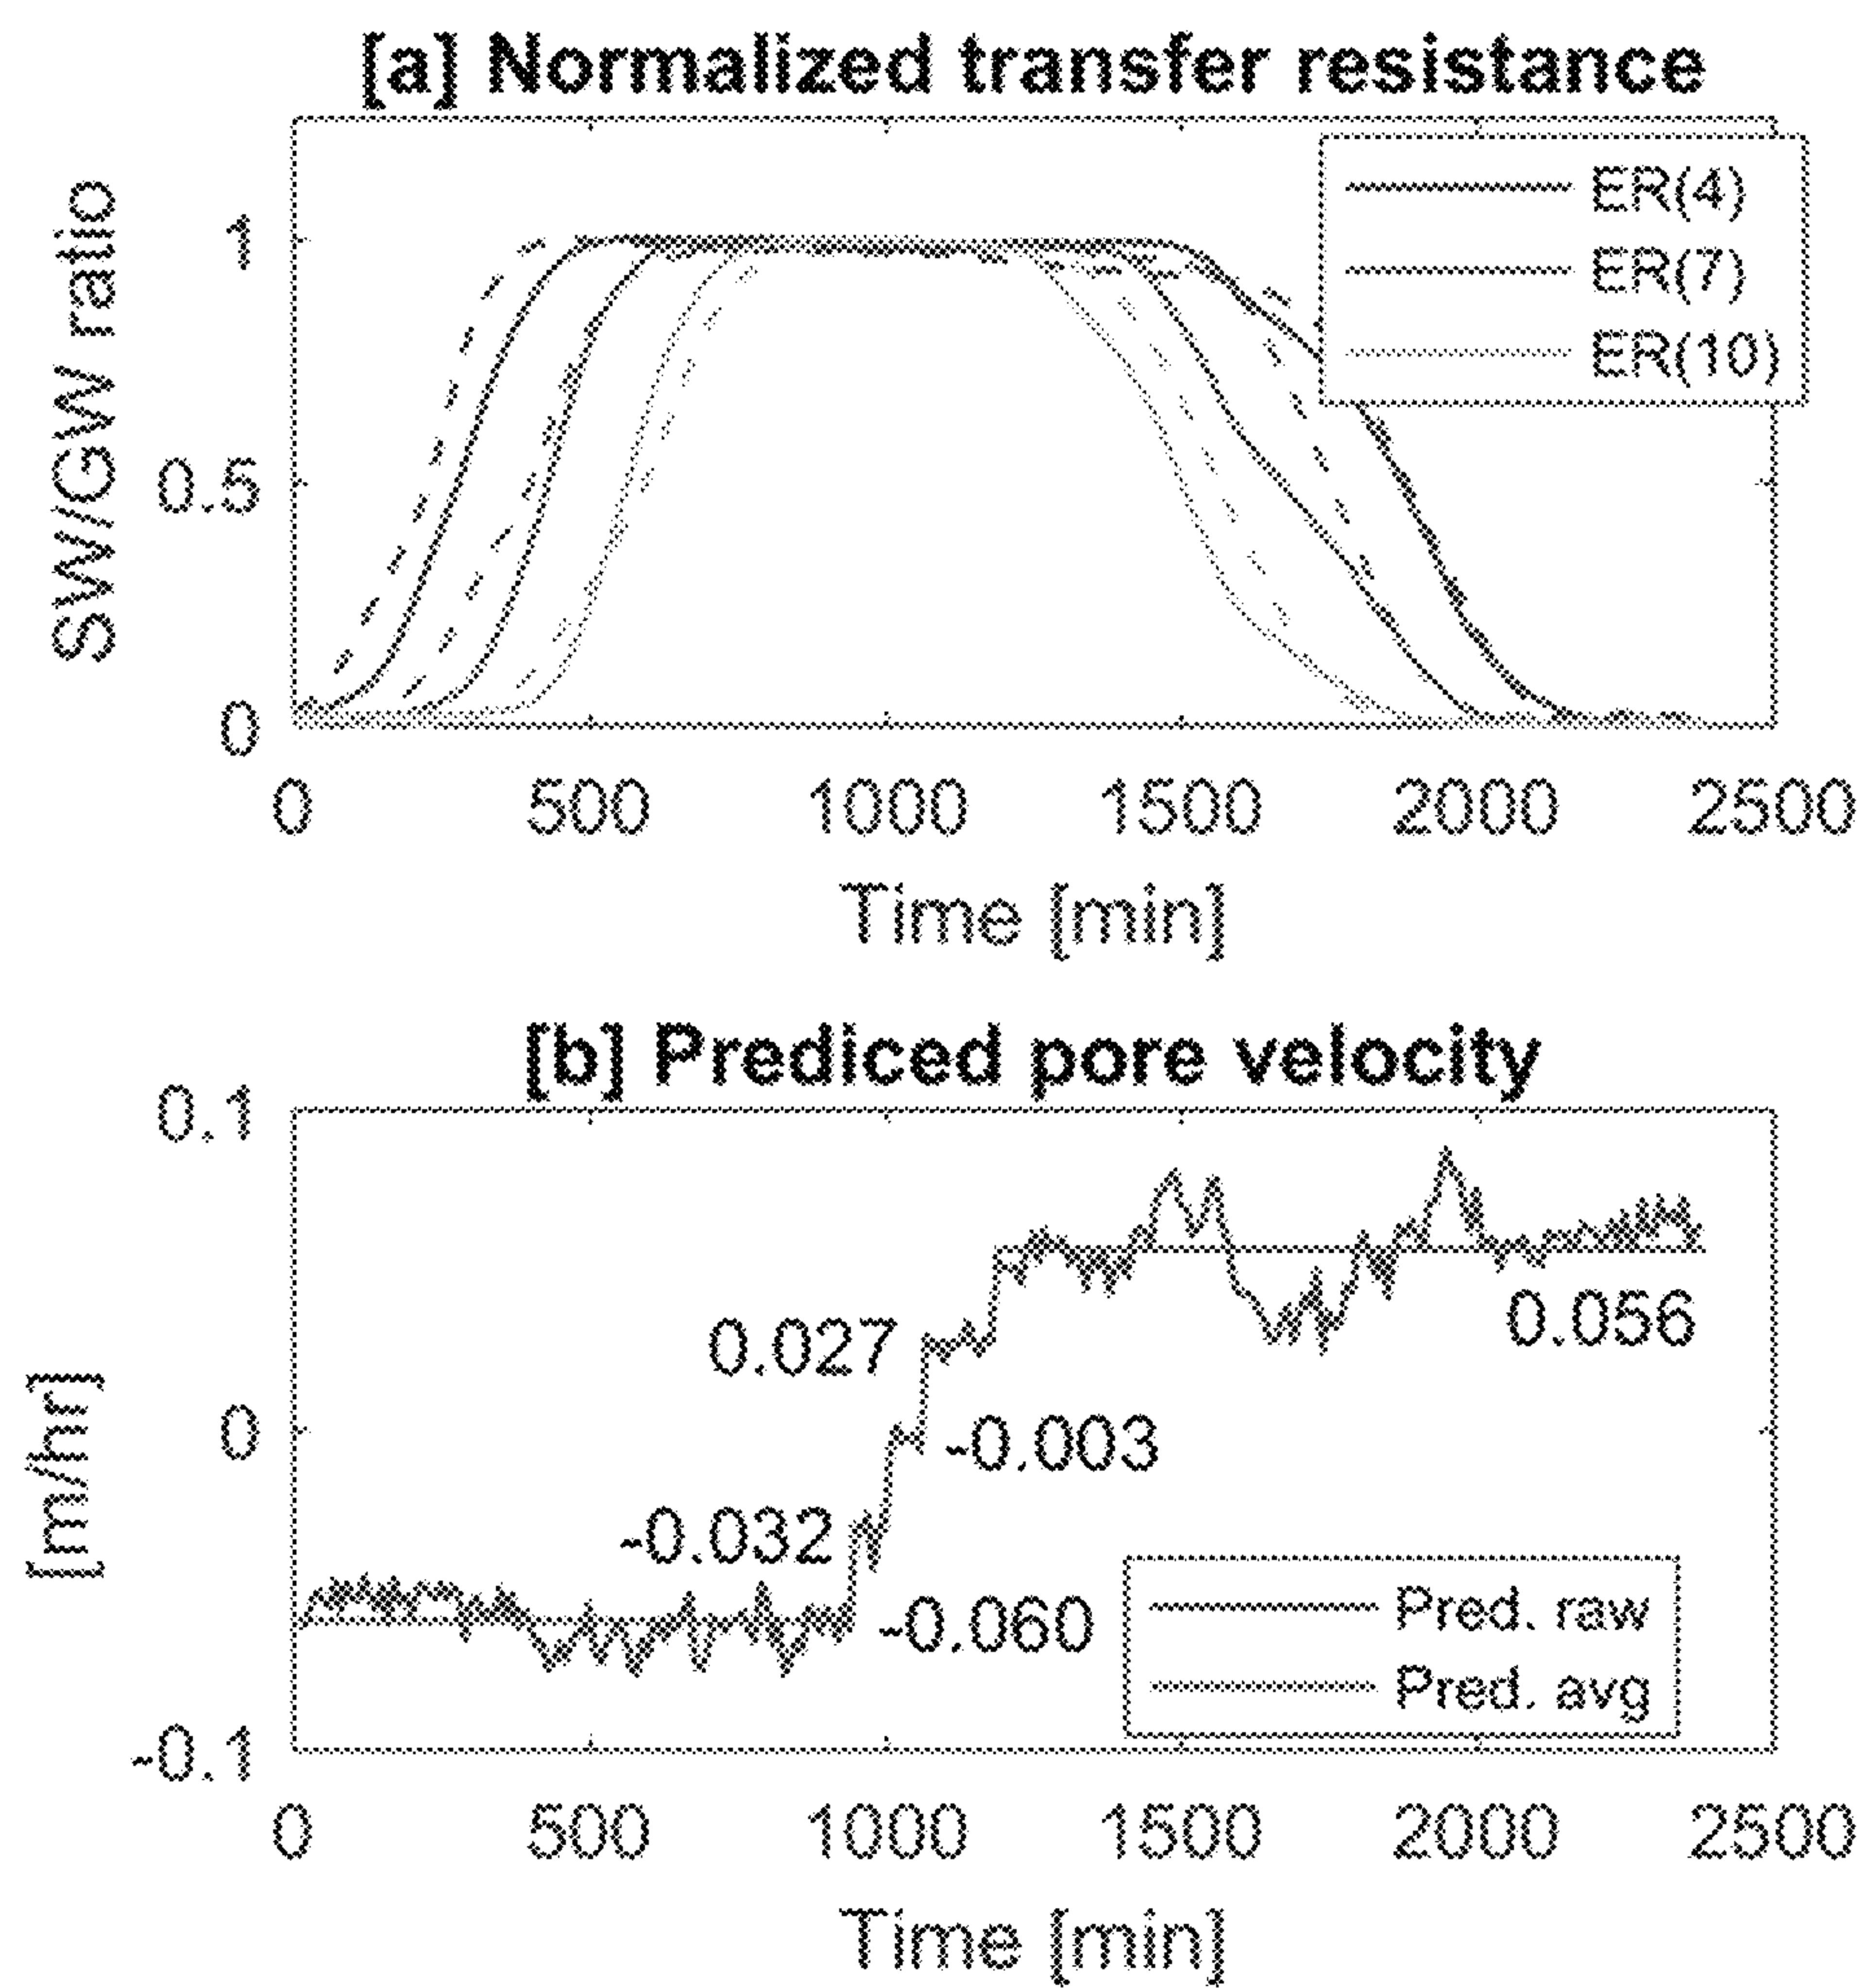 [a] Normalized transfer resistance
SW/GW ratio
1
0.5
0
ER(4)
ER(7)
ER(10)
0 500 1000 1500 2000 2500
Time [min]
[b] Prediced pore velocity
[m/hr]
0.1
0
-0.1
0.027
0.056
-0.003
-0.032
-0.060
Pred. raw
Pred. avg
0 500 1000 1500 2000 2500
Time [min]